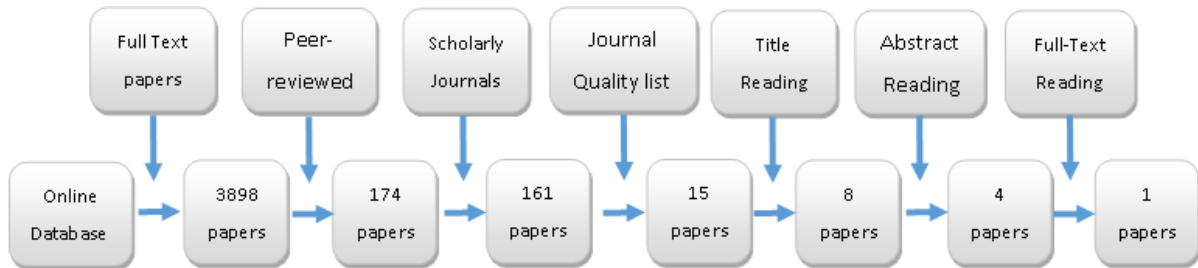 Full Text
papers
Peer-
reviewed
Scholarly
Journals
Journal
Quality list
Title
Reading
Abstract
Reading
Full-Text
Reading
Online
Database
3898
papers
174
papers
161
papers
15
papers
8
papers
4
papers
1
papers